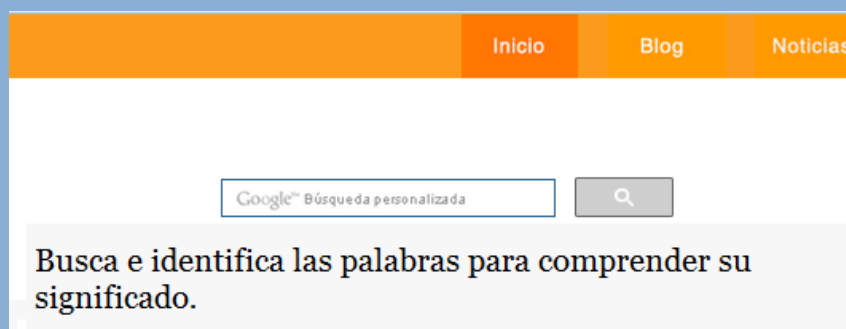 Inicio Blog Noticias
Google™ Búsqueda personalizada
Busca e identifica las palabras para comprender su
significado.